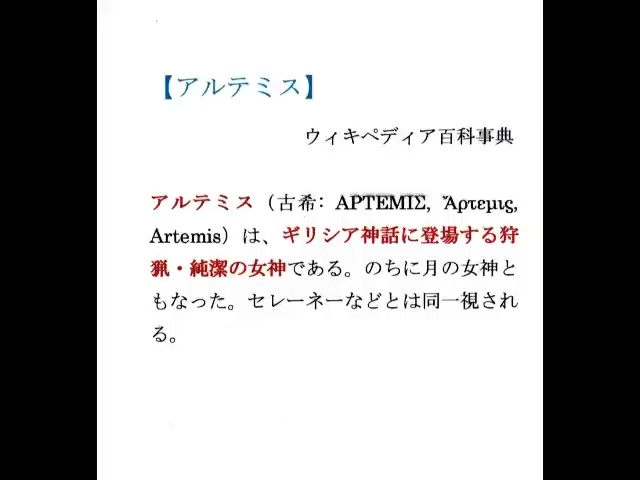 【アルテミス】
ウィキペディア百科事典
アルテミス（古希: ΑΡΤΕΜΙΣ, Ἄρτεμις,
Artemis）は、ギリシア神話に登場する狩
猟・純潔の女神である。のちに月の女神と
もなった。セレーネーなどとは同一視され
る。